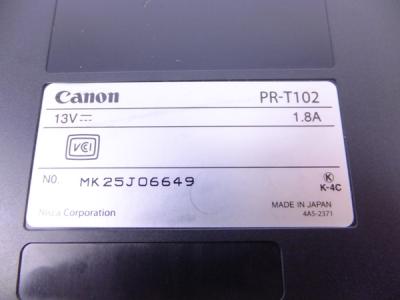 Canon PR-T102
13V⎓ 1.8A
VCI
NO. MK25J06649 K
K-4C
MADE IN JAPAN
Nisca Corporation 4A5-2371